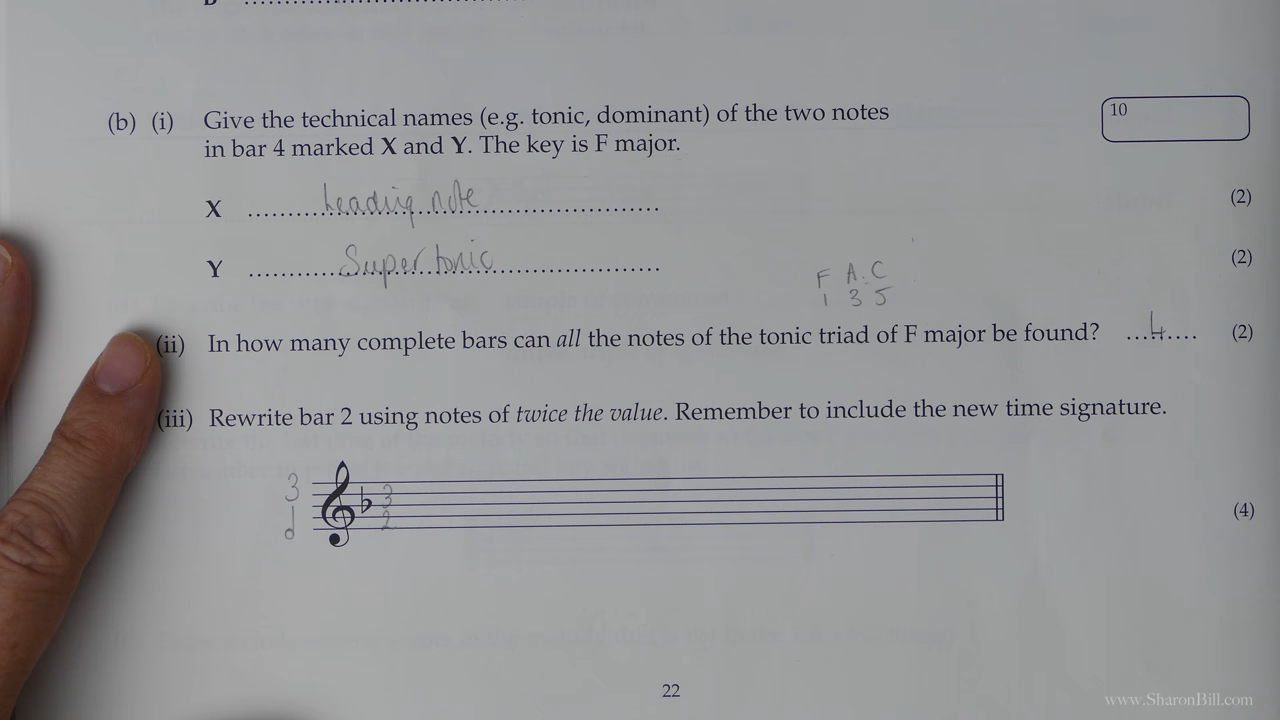 (b) (i) Give the technical names (e.g. tonic, dominant) of the two notes
in bar 4 marked X and Y. The key is F major.
10
X ....Leading note.... (2)
Y ....Supertonic.... (2)
F A C
1 3 5
(ii) In how many complete bars can all the notes of the tonic triad of F major be found? ...4.... (2)
(iii) Rewrite bar 2 using notes of twice the value. Remember to include the new time signature.
3
3
2
(4)
22
www.SharonBill.com